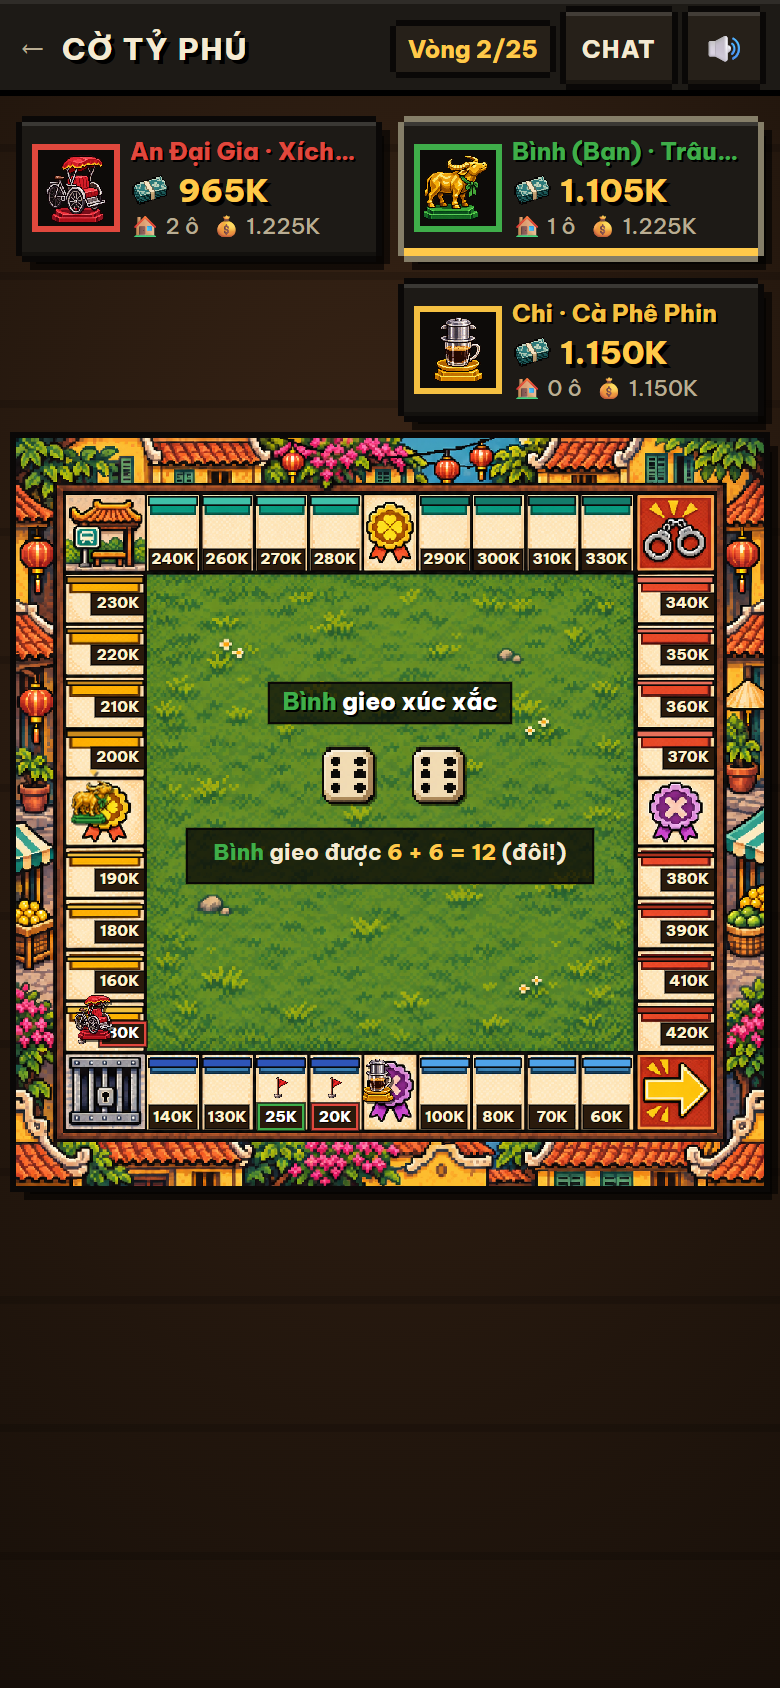 ← CỜ TỶ PHÚ
Vòng 2/25
CHAT
An Đại Gia · Xích...
965K
2 ô 1.225K
Bình (Bạn) · Trâu...
1.105K
1 ô 1.225K
Chi · Cà Phê Phin
1.150K
0 ô 1.150K
240K 260K 270K 280K 290K 300K 310K 330K
230K 340K
220K 350K
210K 360K
200K 370K
Bình gieo xúc xắc
Bình gieo được 6 + 6 = 12 (đôi!)
190K 380K
180K 390K
160K 410K
420K
140K 130K 25K 20K 100K 80K 70K 60K